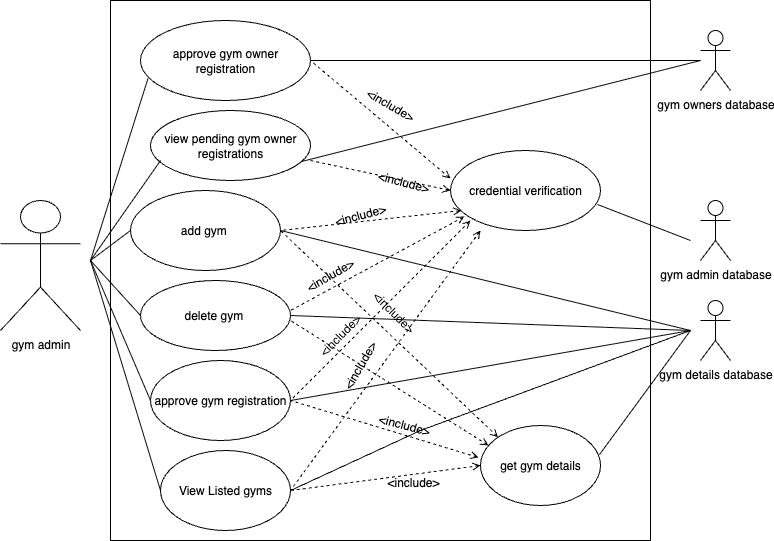 approve gym owner
registration
gym owners database
<include>
view pending gym owner
registrations
<include>
credential verification
add gym
<include>
gym admin database
<include>
delete gym
<include>
<include>
gym admin
<include>
gym details database
approve gym registration
<include>
get gym details
View Listed gyms
<include>